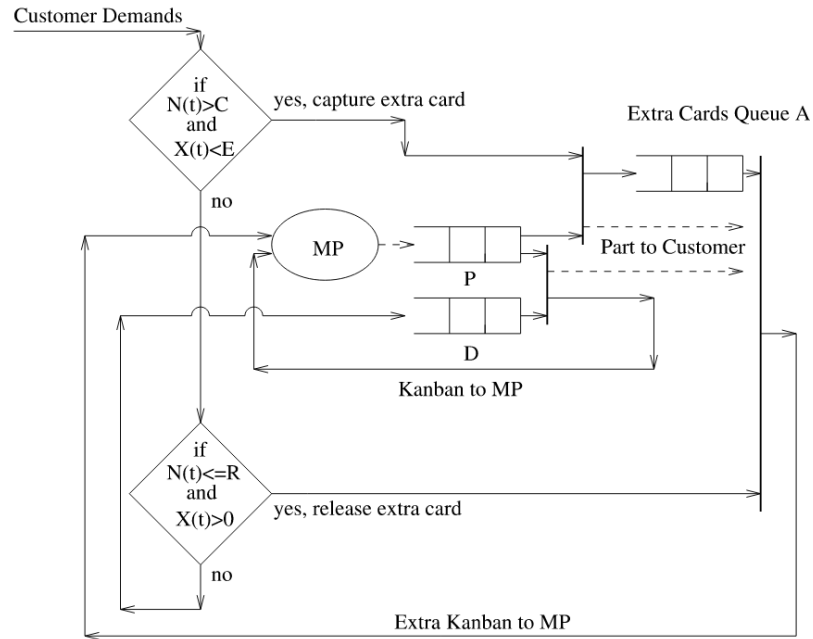 Customer Demands
if
N(t)>C
and
X(t)<E
yes, capture extra card
Extra Cards Queue A
no
MP
P
Part to Customer
D
Kanban to MP
if
N(t)<=R
and
X(t)>0
yes, release extra card
no
Extra Kanban to MP